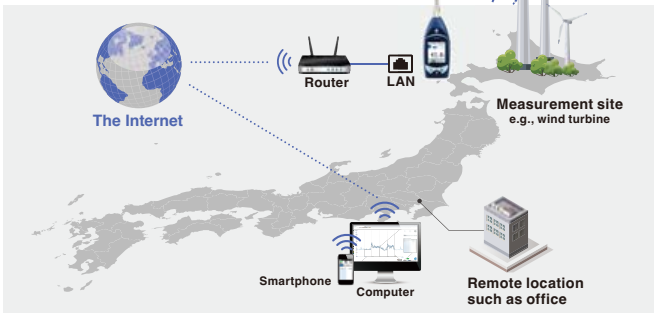 Router
LAN
The Internet
Measurement site
e.g., wind turbine
Smartphone
Computer
Remote location
such as office